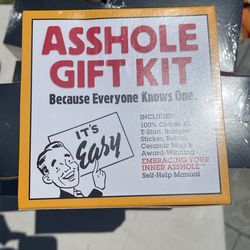 ASSHOLE
GIFT KIT
Because Everyone Knows One.
INCLUDES:
100% Cotton XL
T-Shirt, Bumper
Sticker, Button,
Ceramic Mug &
Award-Winning
EMBRACING YOUR
INNER ASSHOLE
Self-Help Manual
IT'S
Easy